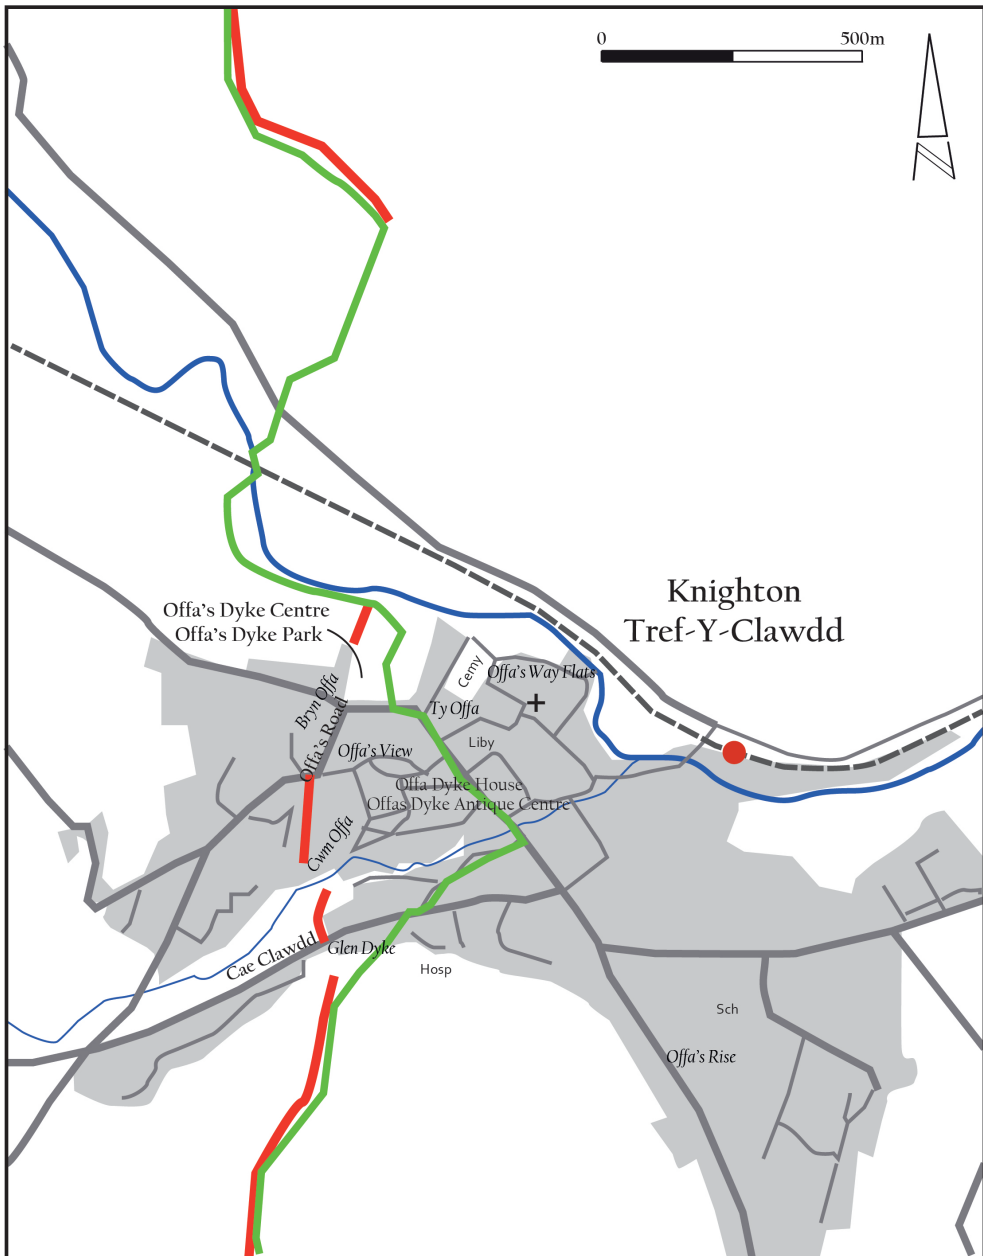 0
500m
N
Knighton
Tref-Y-Clawdd
Offa's Dyke Centre
Offa's Dyke Park
Cemy
Offa's Way Flats
Bryn Offa
Offa's Road
Ty Offa
Offa's View
Liby
Offa Dyke House
Offas Dyke Antique Centre
Cwm Offa
Cae Clawdd
Glen Dyke
Hosp
Sch
Offa's Rise